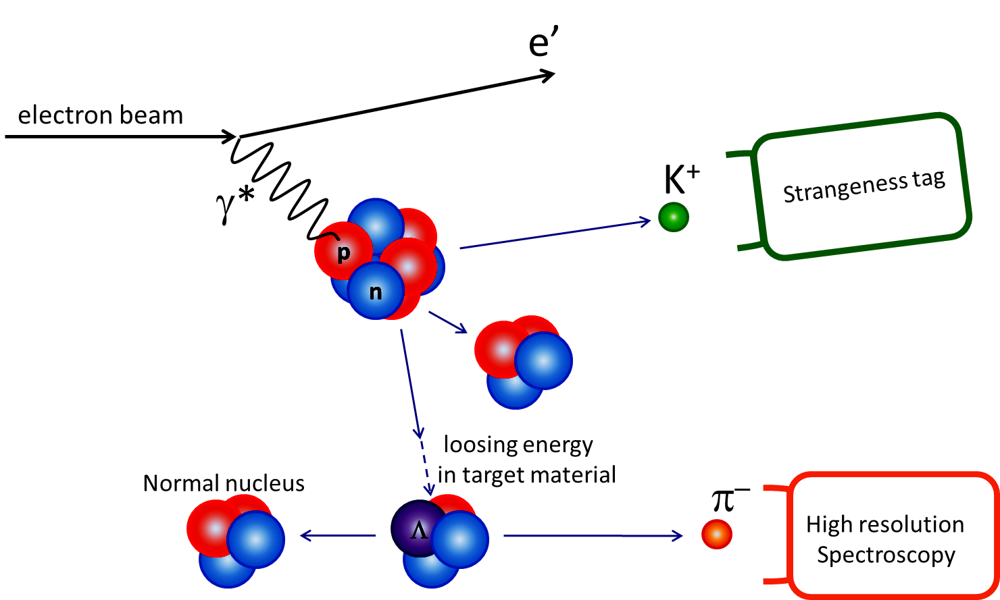 e’
electron beam
γ*
K⁺
Strangeness tag
p
n
loosing energy
in target material
Normal nucleus
Λ
π⁻
High resolution
Spectroscopy